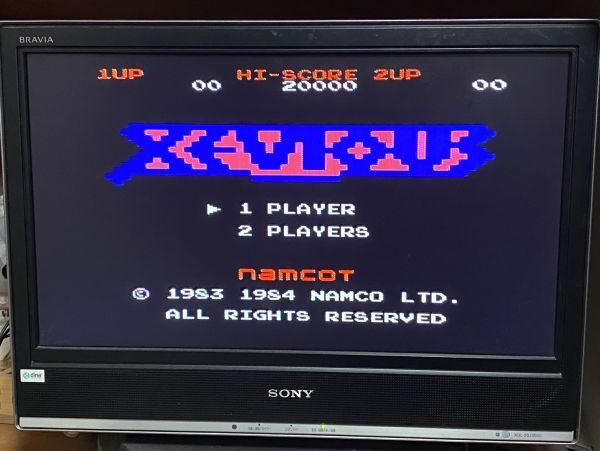 BRAVIA
1UP HI-SCORE 2UP
00 20000 00
XEVIOUS
1 PLAYER
2 PLAYERS
namcot
© 1983 1984 NAMCO LTD.
ALL RIGHTS RESERVED
dlna
SONY